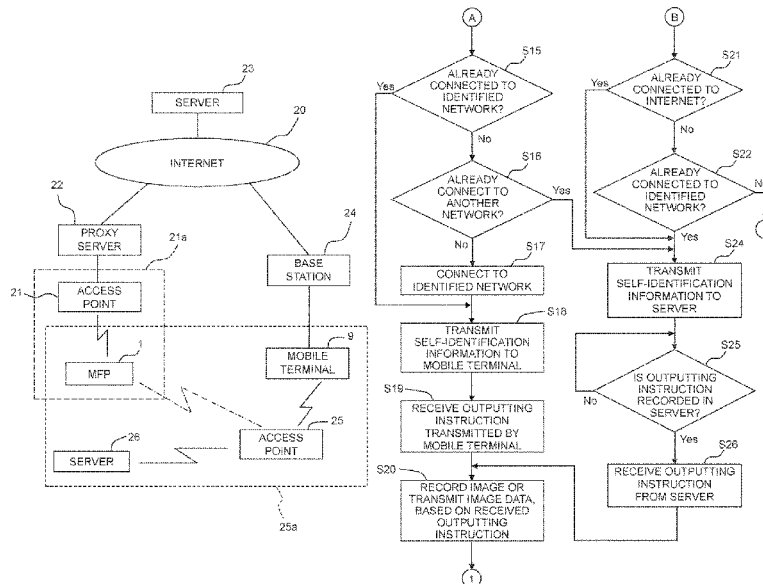 23
SERVER
20
INTERNET
22
PROXY
SERVER
21a
24
BASE
STATION
21
ACCESS
POINT
1
MFP
9
MOBILE
TERMINAL
25
ACCESS
POINT
26
SERVER
25a
A
S15
ALREADY
CONNECTED TO
IDENTIFIED
NETWORK?
Yes
No
S16
ALREADY
CONNECT TO
ANOTHER
NETWORK?
Yes
No
S17
CONNECT TO
IDENTIFIED NETWORK
S18
TRANSMIT
SELF-IDENTIFICATION
INFORMATION TO
MOBILE TERMINAL
S19
RECEIVE OUTPUTTING
INSTRUCTION
TRANSMITTED BY
MOBILE TERMINAL
S20
RECORD IMAGE OR
TRANSMIT IMAGE DATA,
BASED ON RECEIVED
OUTPUTTING
INSTRUCTION
1
B
S21
ALREADY
CONNECTED TO
INTERNET?
Yes
No
S22
ALREADY
CONNECTED TO
IDENTIFIED
NETWORK?
Yes
S24
TRANSMIT
SELF-IDENTIFICATION
INFORMATION TO
SERVER
S25
IS OUTPUTTING
INSTRUCTION
RECORDED IN
SERVER?
No
Yes
S26
RECEIVE OUTPUTTING
INSTRUCTION
FROM SERVER